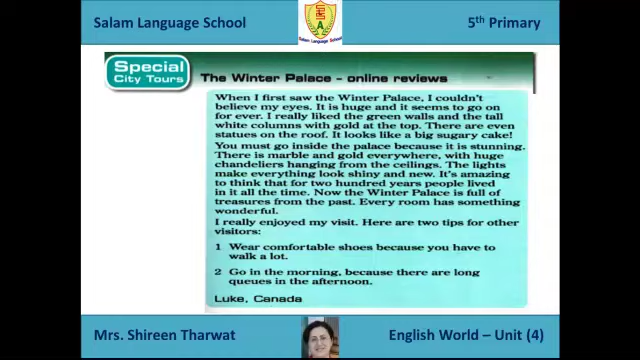 Salam Language School
Salam Language School
5th Primary
Special
City Tours
The Winter Palace - online reviews
When I first saw the Winter Palace, I couldn't
believe my eyes. It is huge and it seems to go on
for ever. I really liked the green walls and the tall
white columns with gold at the top. There are even
statues on the roof. It looks like a big sugary cake!
You must go inside the palace because it is stunning.
There is marble and gold everywhere, with huge
chandeliers hanging from the ceilings. The lights
make everything look shiny and new. It's amazing
to think that for two hundred years people lived
in it all the time. Now the Winter Palace is full of
treasures from the past. Every room has something
wonderful.
I really enjoyed my visit. Here are two tips for other
visitors:
1 Wear comfortable shoes because you have to
walk a lot.
2 Go in the morning, because there are long
queues in the afternoon.
Luke, Canada
Mrs. Shireen Tharwat
English World – Unit (4)